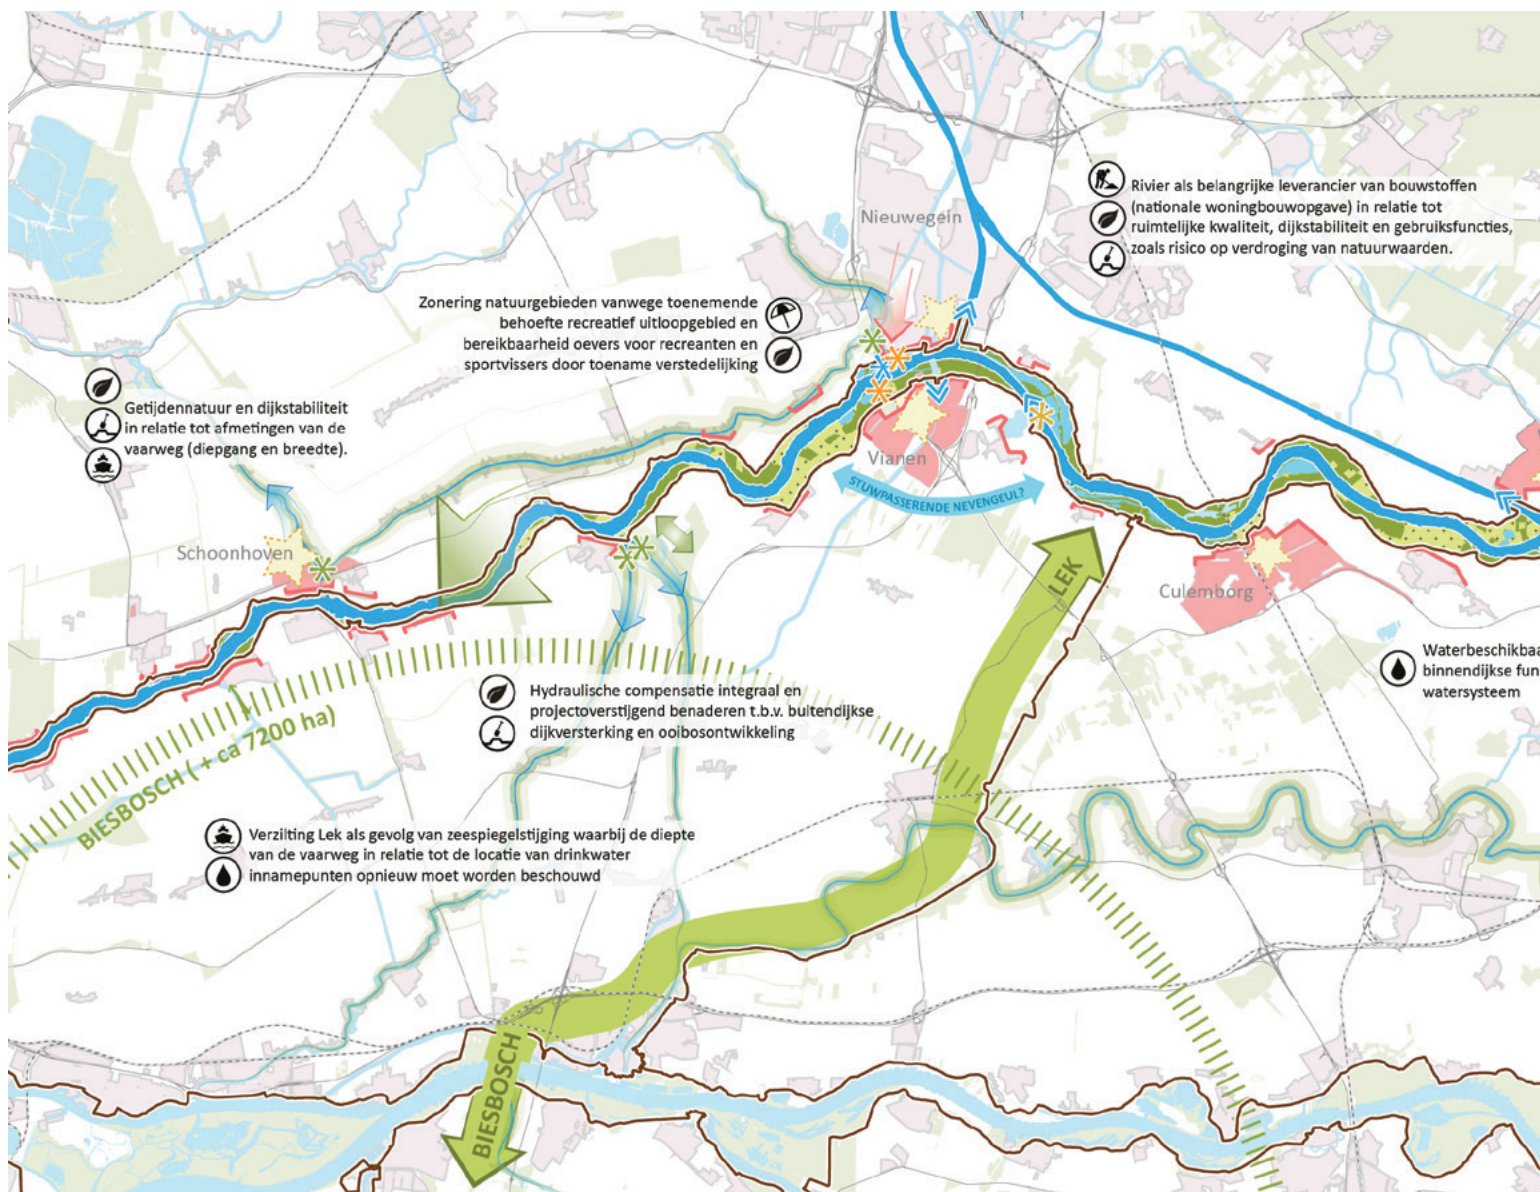 Nieuwegein
Rivier als belangrijke leverancier van bouwstoffen
(nationale woningbouwopgave) in relatie tot
ruimtelijke kwaliteit, dijkstabiliteit en gebruiksfuncties,
zoals risico op verdroging van natuurwaarden.
Zonering natuurgebieden vanwege toenemende
behoefte recreatief uitloopgebied en
bereikbaarheid oevers voor recreanten en
sportvissers door toename verstedelijking
Getijdennatuur en dijkstabiliteit
in relatie tot afmetingen van de
vaarweg (diepgang en breedte).
Vianen
STUWPASSERENDE NEVENGEUL?
Schoonhoven
LEK
Culemborg
Waterbeschikbaa
binnendijkse fun
watersysteem
Hydraulische compensatie integraal en
projectoverstijgend benaderen t.b.v. buitendijkse
dijkversterking en ooibosontwikkeling
BIESBOSCH ( + ca 7200 ha)
Verzilting Lek als gevolg van zeespiegelstijging waarbij de diepte
van de vaarweg in relatie tot de locatie van drinkwater
innamepunten opnieuw moet worden beschouwd
BIESBOSCH